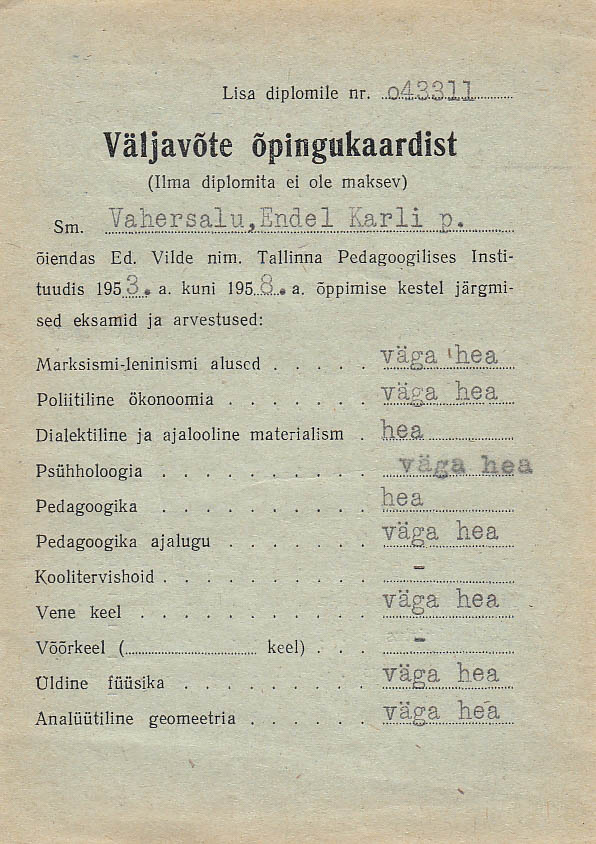 Lisa diplomile nr. o43311
Väljavõte õpingukaardist
(Ilma diplomita ei ole maksev)
Sm. Vahersalu, Endel Karli p.
õiendas Ed. Vilde nim. Tallinna Pedagoogilises Insti-
tuudis 1953. a. kuni 1958. a. õppimise kestel järgmi-
sed eksamid ja arvestused:
Marksismi-leninismi alused . . . . . väga hea
Poliitiline ökonoomia . . . . . . . väga hea
Dialektiline ja ajalooline materialism . hea
Psühholoogia . . . . . . . . . . väga hea
Pedagoogika . . . . . . . . . . hea
Pedagoogika ajalugu . . . . . . . väga hea
Koolitervishoid . . . . . . . . . . -
Vene keel . . . . . . . . . . . väga hea
Võõrkeel (............... keel) . . . -
Üldine füüsika . . . . . . . . . väga hea
Analüütiline geomeetria . . . . . . väga hea